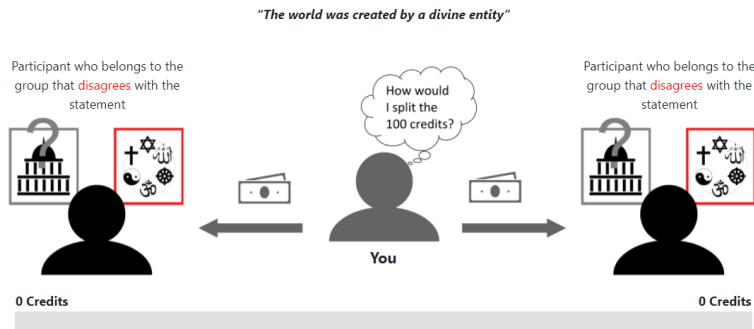 "The world was created by a divine entity"
Participant who belongs to the
group that disagrees with the
statement
How would
I split the
100 credits?
Participant who belongs to the
group that disagrees with the
statement
?
?
You
0 Credits
0 Credits